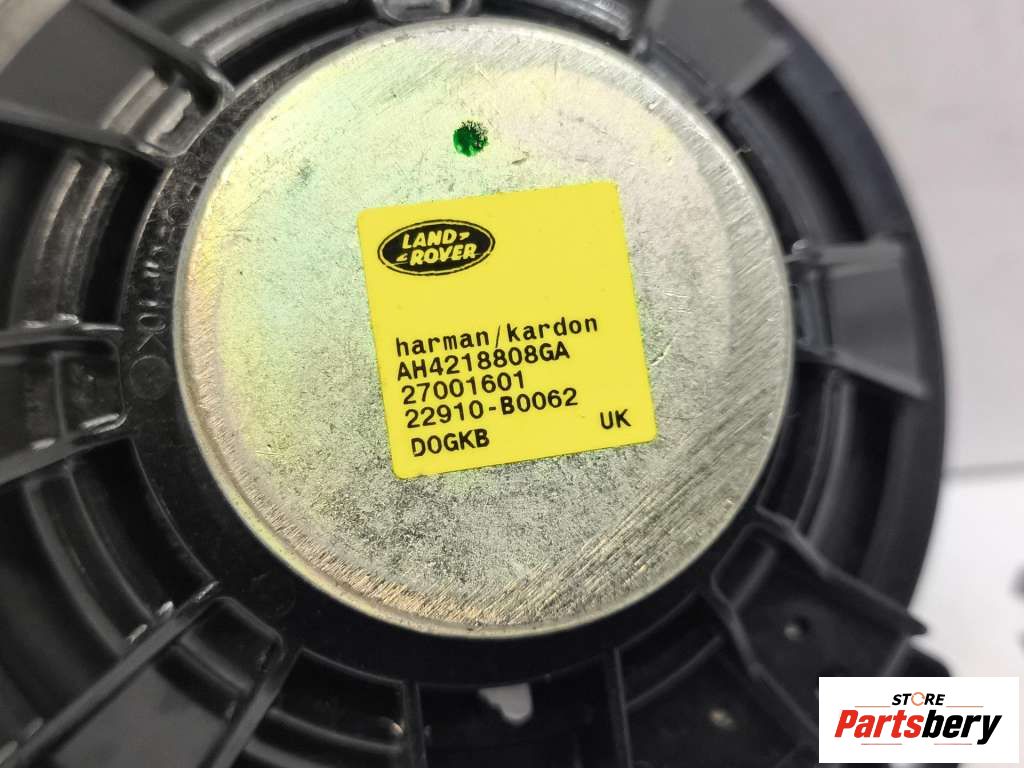 LAND
ROVER
harman/kardon
AH4218808GA
27001601
22910-B0062
D0GKB UK
STORE
Partsbery